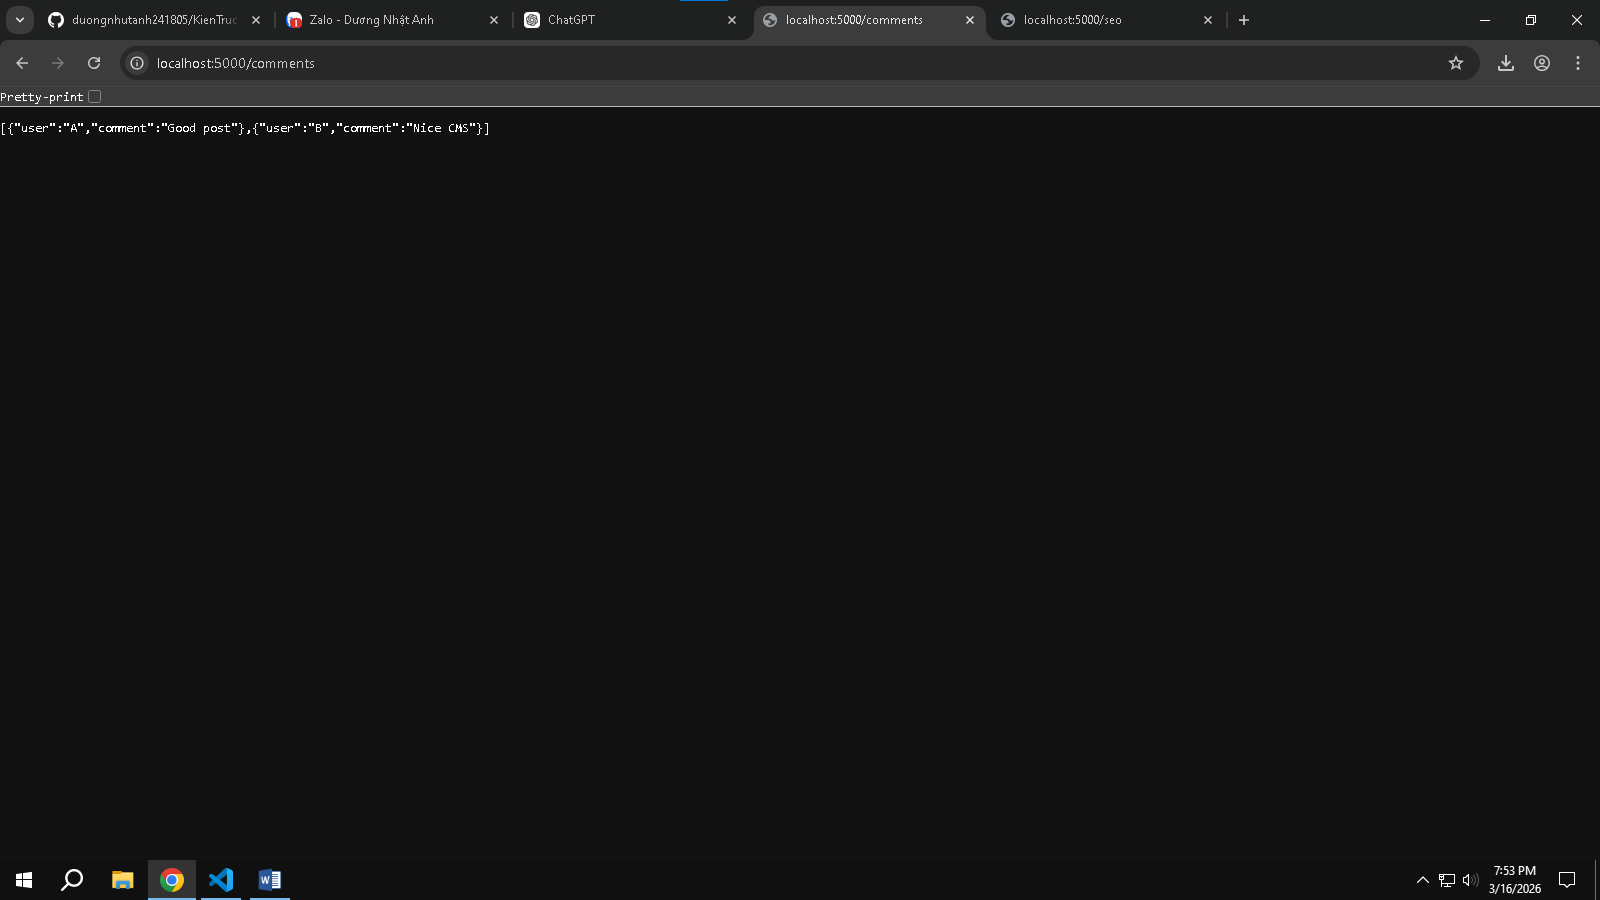 duongnhutanh241805/KienTruc
Zalo - Dương Nhật Anh
ChatGPT
localhost:5000/comments
localhost:5000/seo
localhost:5000/comments
Pretty-print
[{"user":"A","comment":"Good post"},{"user":"B","comment":"Nice CMS"}]
7:53 PM
3/16/2026